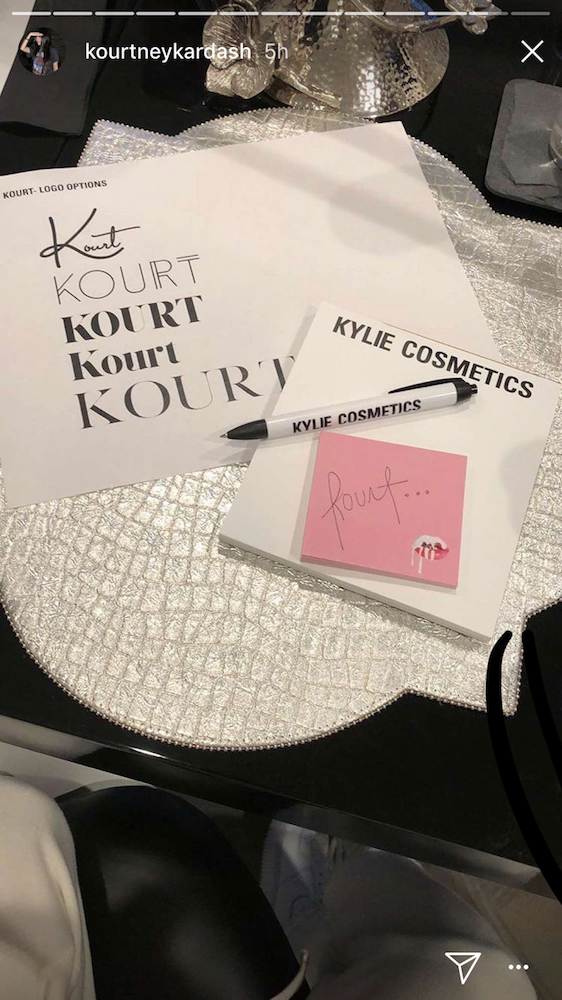 kourtneykardash 5h
KOURT- LOGO OPTIONS
Kourt
KOURT
KOURT
Kourt
KOURT
KYLIE COSMETICS
KYLIE COSMETICS
Kourt...